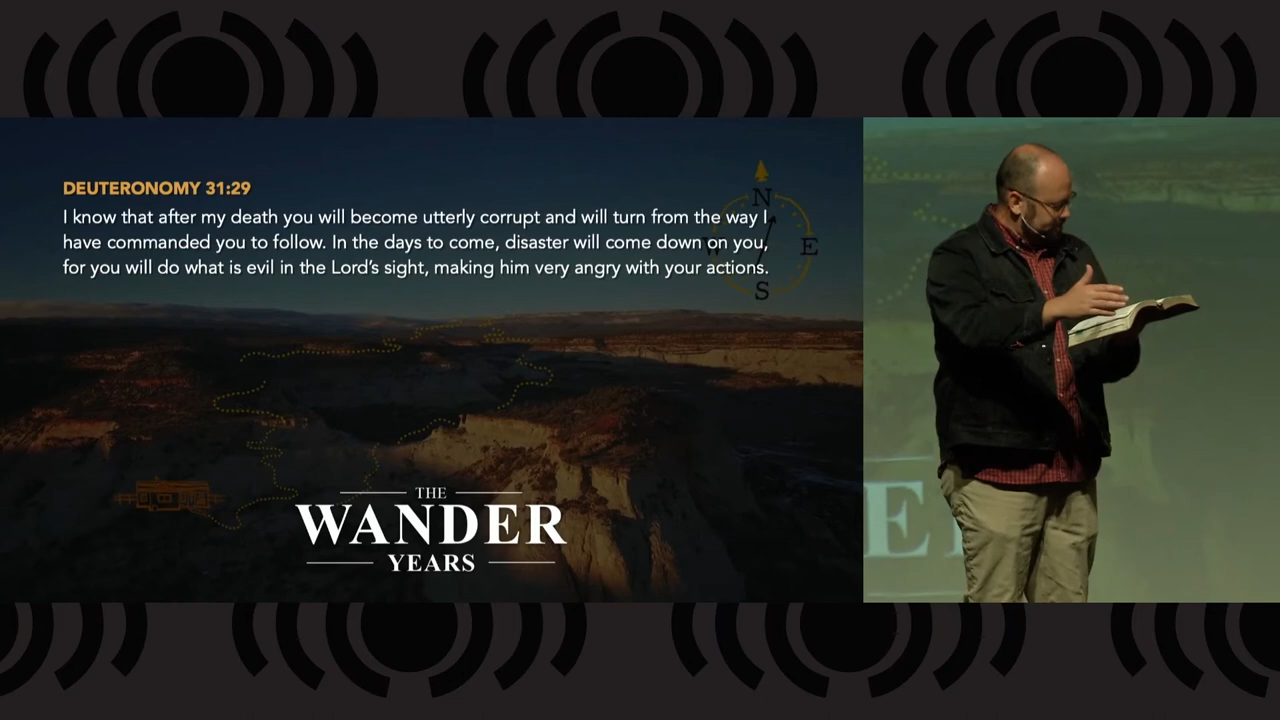 DEUTERONOMY 31:29
I know that after my death you will become utterly corrupt and will turn from the way I
have commanded you to follow. In the days to come, disaster will come down on you,
for you will do what is evil in the Lord's sight, making him very angry with your actions.
N
W E
S
THE
WANDER
YEARS
E